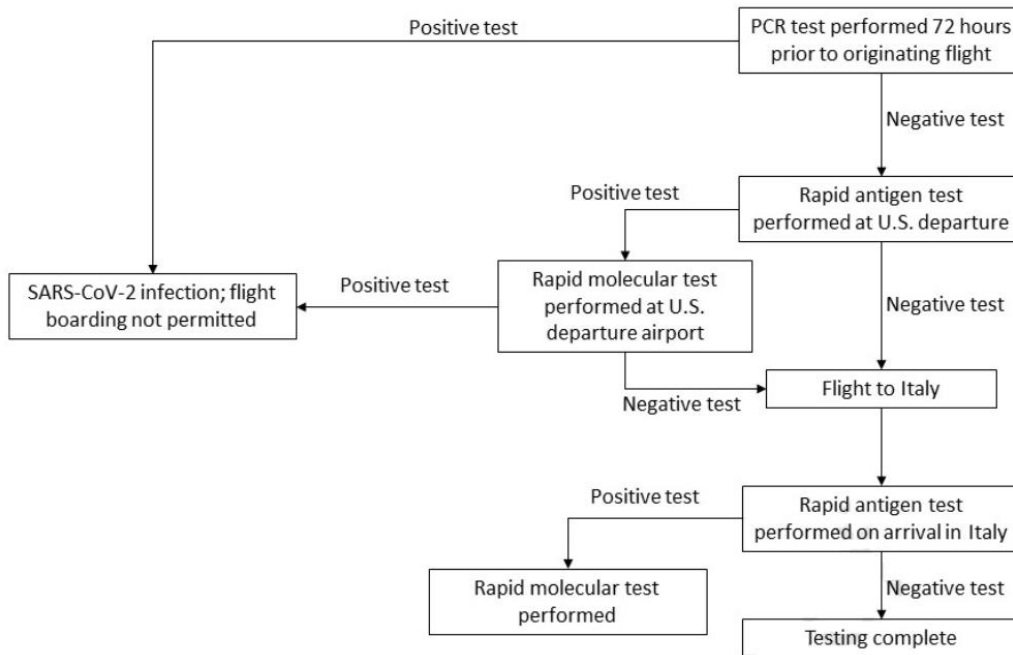 Positive test
PCR test performed 72 hours
prior to originating flight
Negative test
Positive test
Rapid antigen test
performed at U.S. departure
SARS-CoV-2 infection; flight
boarding not permitted
Positive test
Rapid molecular test
performed at U.S.
departure airport
Negative test
Negative test
Flight to Italy
Positive test
Rapid antigen test
performed on arrival in Italy
Rapid molecular test
performed
Negative test
Testing complete